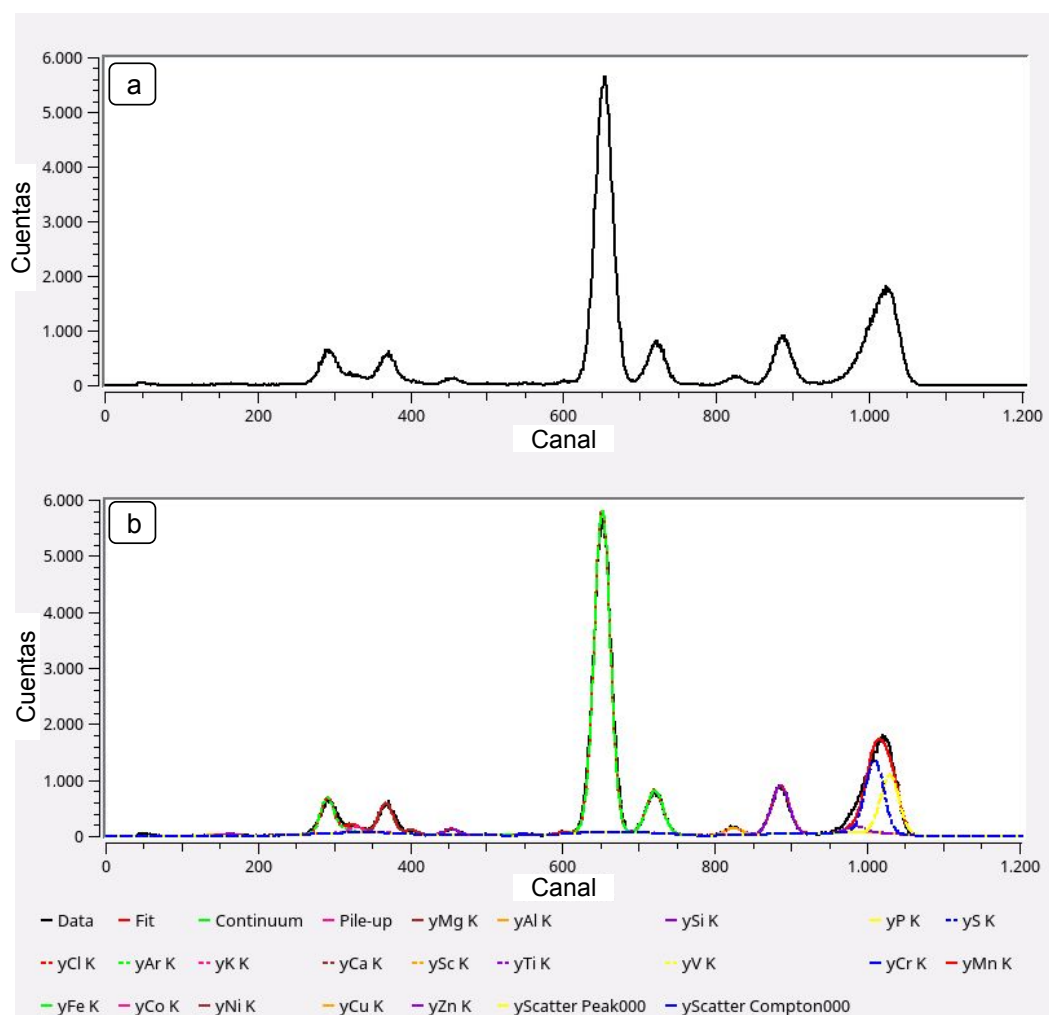 6.000
a
5.000
4.000
3.000
2.000
1.000
0
Cuentas
0 200 400 600 800 1.000 1.200
Canal
6.000
b
5.000
4.000
3.000
2.000
1.000
0
Cuentas
0 200 400 600 800 1.000 1.200
Canal
Data Fit Continuum Pile-up yMg K yAl K ySi K yP K yS K
yCl K yAr K yK K yCa K ySc K yTi K yV K yCr K yMn K
yFe K yCo K yNi K yCu K yZn K yScatter Peak000 yScatter Compton000